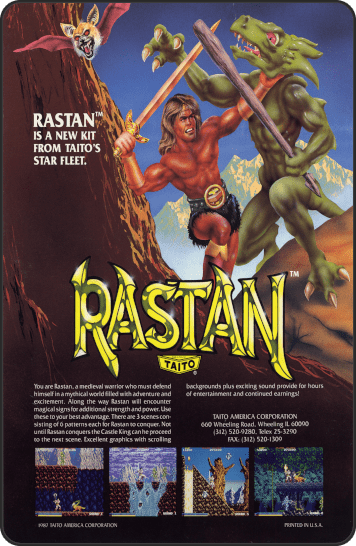 RASTAN™
IS A NEW KIT
FROM TAITO'S
STAR FLEET.
RASTAN™
TAITO
You are Rastan, a medieval warrior who must defend
himself in a mythical world filled with adventure and
excitement. Along the way Rastan will encounter
magical signs for additional strength and power. Use
these to your best advantage. There are 3 scenes con-
sisting of 6 patterns each for Rastan to conquer. Not
until Rastan conquers the Castle King can he proceed
to the next scene. Excellent graphics with scrolling
backgrounds plus exciting sound provide for hours
of entertainment and continued earnings!
TAITO AMERICA CORPORATION
660 Wheeling Road, Wheeling IL 60090
(312) 520-9280, Telex 25-3290
FAX: (312) 520-1309
©1987 TAITO AMERICA CORPORATION
PRINTED IN U.S.A.